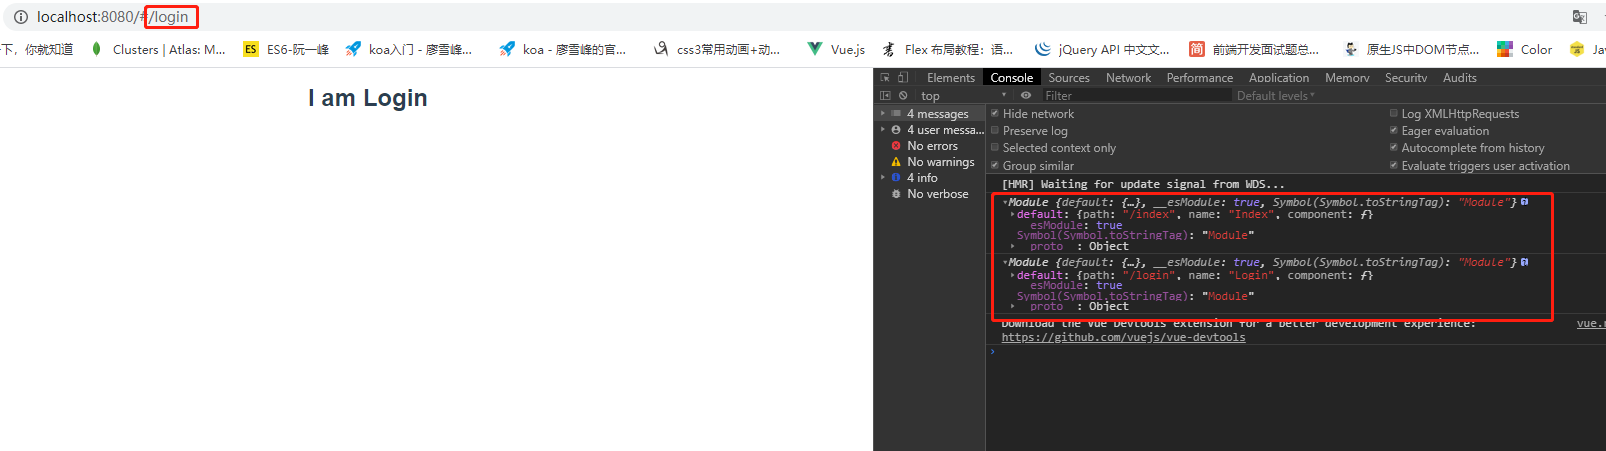 localhost:8080/#/login
一下，你就知道 Clusters | Atlas: M... ES ES6-阮一峰 koa入门 - 廖雪峰... koa - 廖雪峰的官... css3常用动画+动... Vue.js Flex 布局教程：语... jQuery API 中文文... 简 前端开发面试题总... 原生JS中DOM节点... Color Jav
I am Login
Elements Console Sources Network Performance Application Memory Security Audits
top Filter Default levels
4 messages
4 user messa...
No errors
No warnings
4 info
No verbose
Hide network Log XMLHttpRequests
Preserve log Eager evaluation
Selected context only Autocomplete from history
Group similar Evaluate triggers user activation
[HMR] Waiting for update signal from WDS...
Module {default: {…}, __esModule: true, Symbol(Symbol.toStringTag): "Module"}
default: {path: "/index", name: "Index", component: ƒ}
esModule: true
Symbol(Symbol.toStringTag): "Module"
proto : Object
Module {default: {…}, __esModule: true, Symbol(Symbol.toStringTag): "Module"}
default: {path: "/login", name: "Login", component: ƒ}
esModule: true
Symbol(Symbol.toStringTag): "Module"
proto : Object
Download the Vue Devtools extension for a better development experience: vue.r
https://github.com/vuejs/vue-devtools